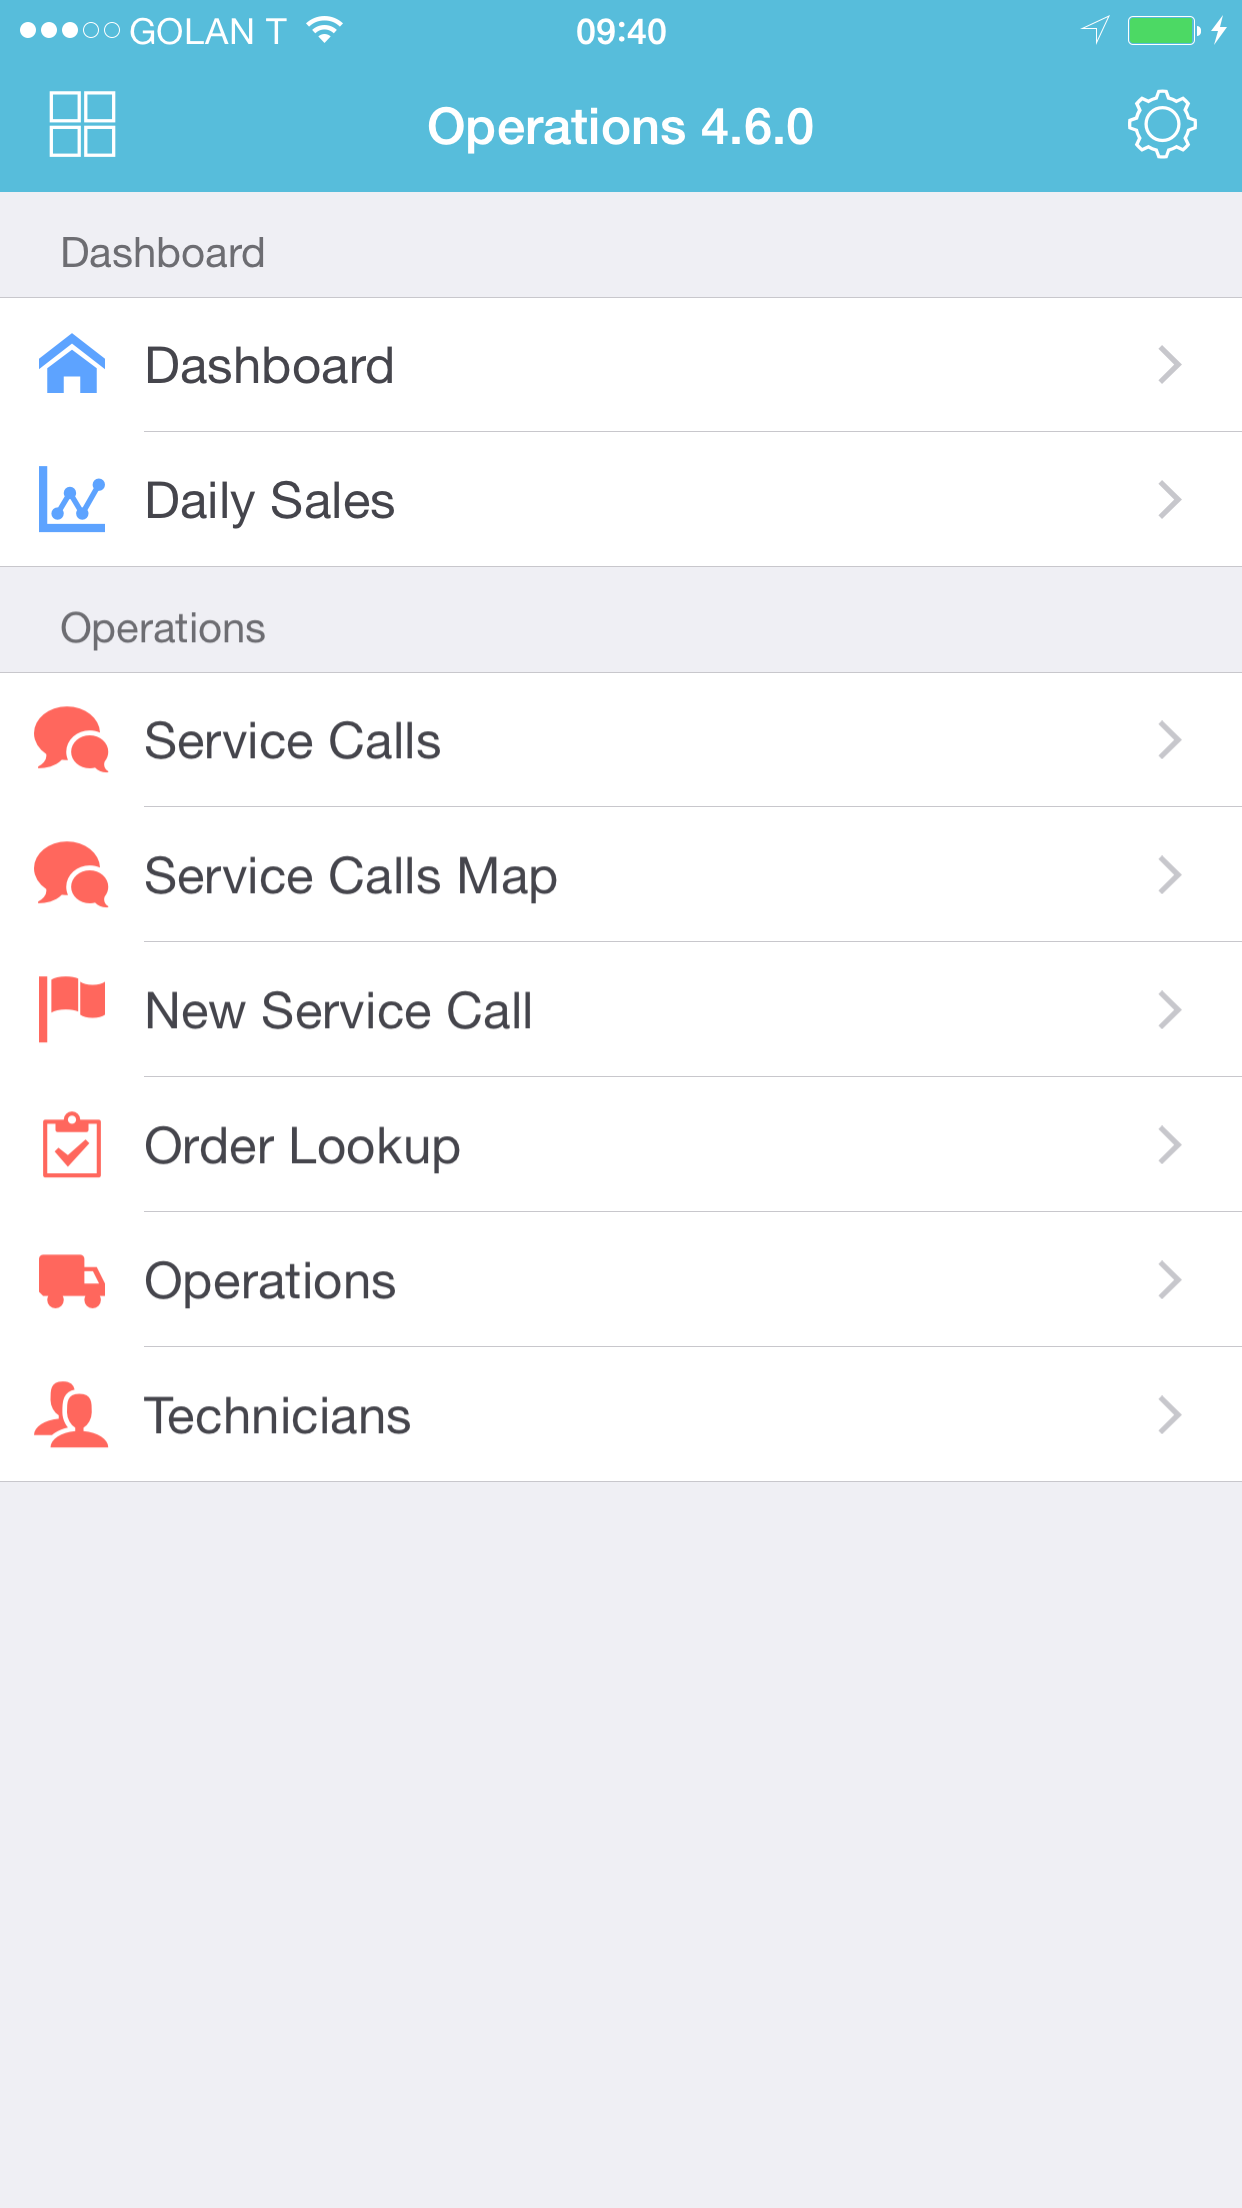 GOLAN T 09:40
Operations 4.6.0
Dashboard
Dashboard
Daily Sales
Operations
Service Calls
Service Calls Map
New Service Call
Order Lookup
Operations
Technicians